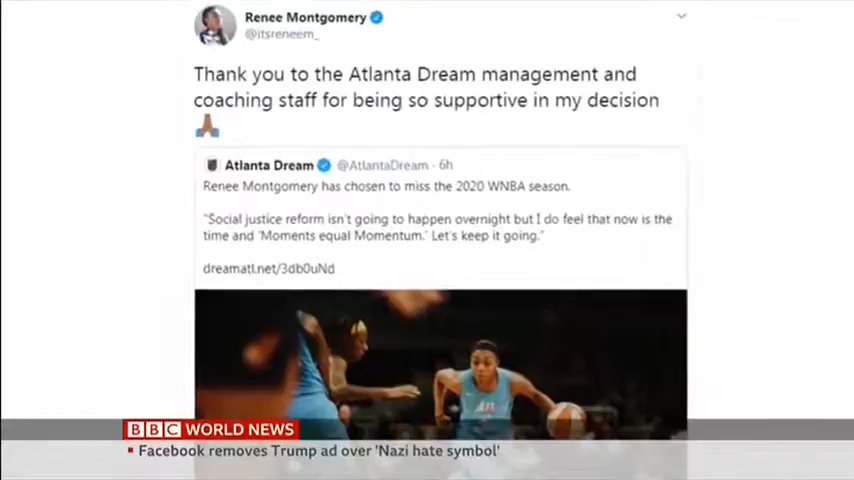 Renee Montgomery
@itsreneem_
Thank you to the Atlanta Dream management and
coaching staff for being so supportive in my decision
Atlanta Dream @AtlantaDream · 6h
Renee Montgomery has chosen to miss the 2020 WNBA season.
"Social justice reform isn't going to happen overnight but I do feel that now is the
time and 'Moments equal Momentum.' Let's keep it going."
dreamatl.net/3db0uNd
BBC WORLD NEWS
Facebook removes Trump ad over 'Nazi hate symbol'